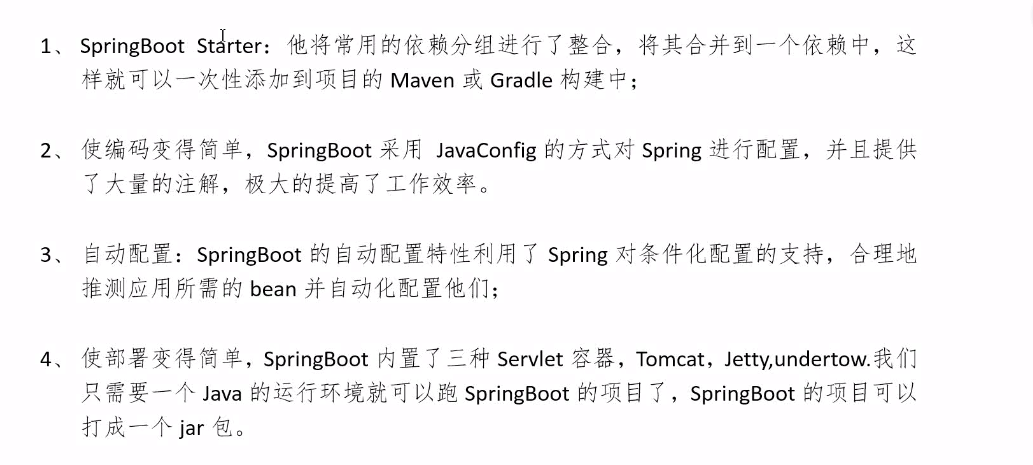 1、 SpringBoot Starter：他将常用的依赖分组进行了整合，将其合并到一个依赖中，这
样就可以一次性添加到项目的 Maven 或 Gradle 构建中；
2、 使编码变得简单，SpringBoot 采用 JavaConfig 的方式对 Spring 进行配置，并且提供
了大量的注解，极大的提高了工作效率。
3、 自动配置：SpringBoot 的自动配置特性利用了 Spring 对条件化配置的支持，合理地
推测应用所需的 bean 并自动化配置他们；
4、 使部署变得简单，SpringBoot 内置了三种 Servlet 容器，Tomcat，Jetty,undertow.我们
只需要一个 Java 的运行环境就可以跑 SpringBoot 的项目了，SpringBoot 的项目可以
打成一个 jar 包。